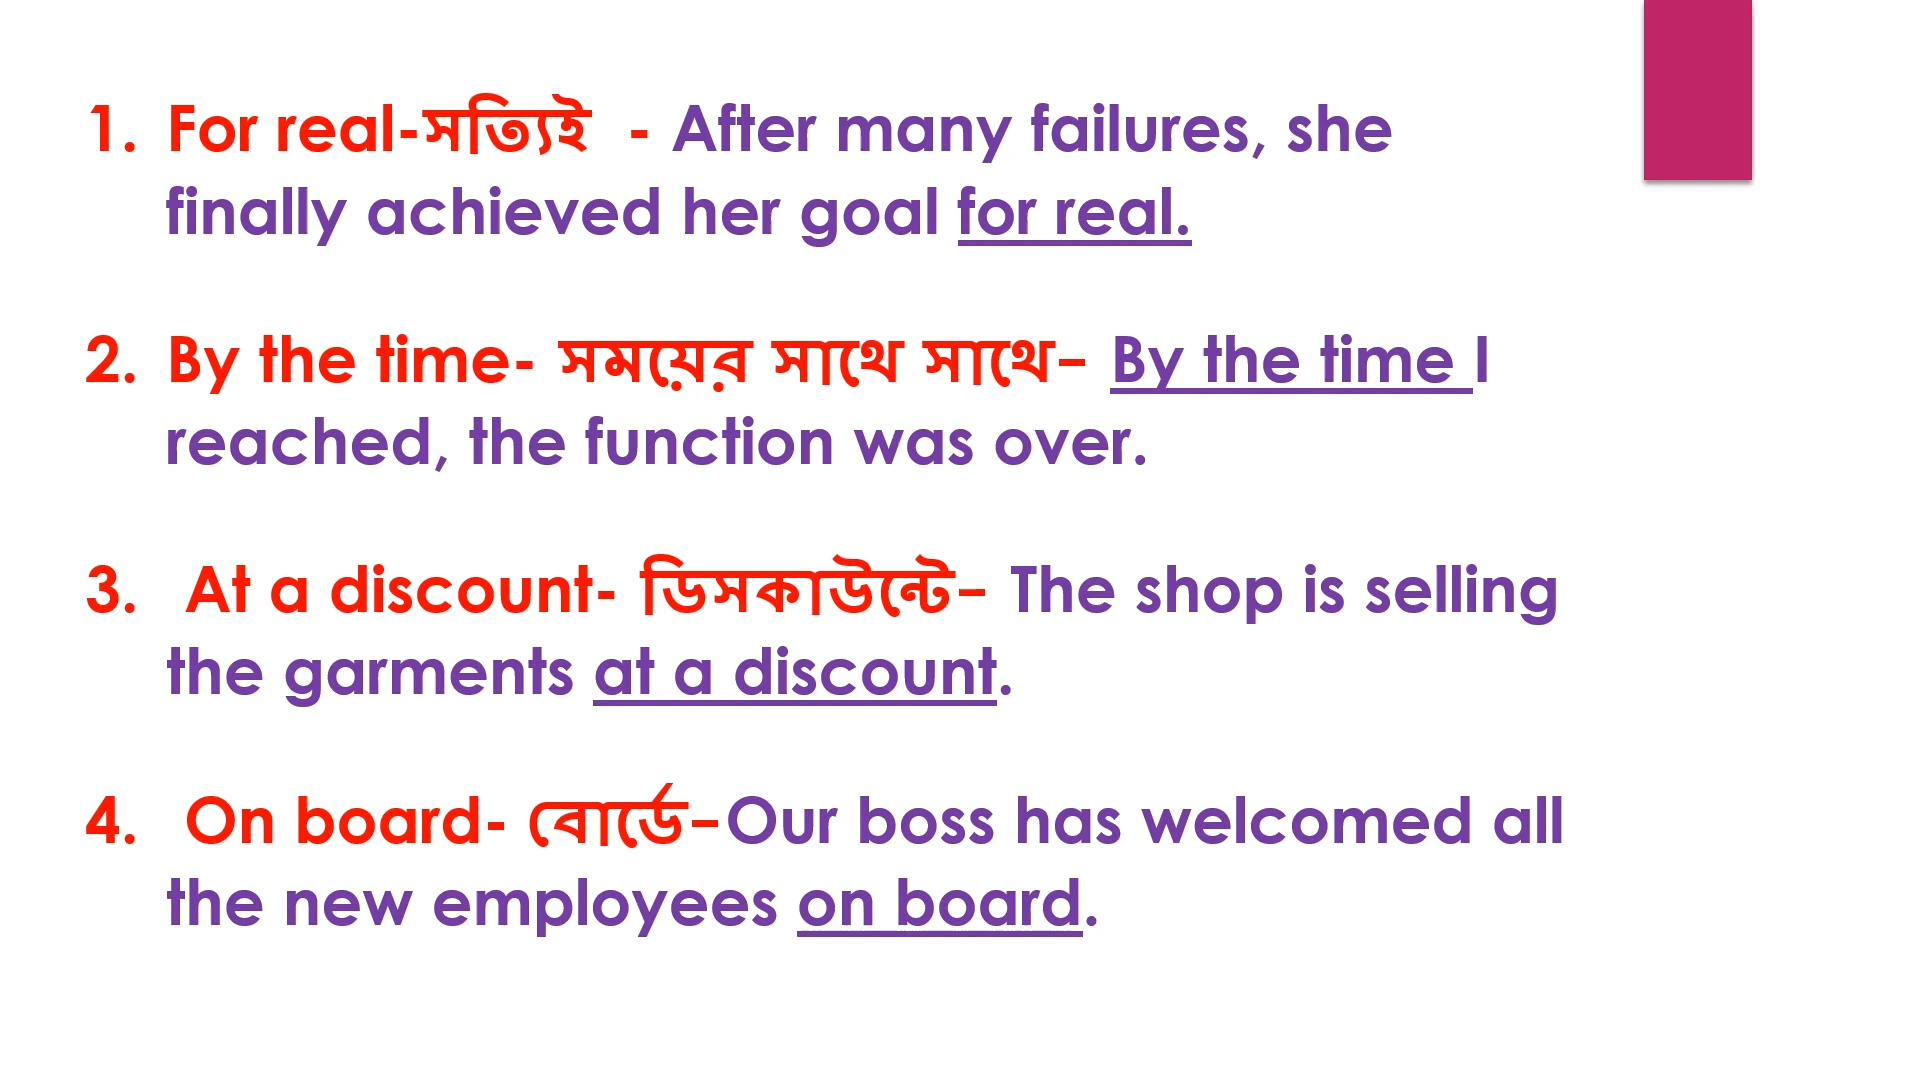 1. For real-সত্যিই - After many failures, she
finally achieved her goal for real.
2. By the time- সময়ের সাথে সাথে– By the time I
reached, the function was over.
3. At a discount- ডিসকাউন্টে– The shop is selling
the garments at a discount.
4. On board- বোর্ডে–Our boss has welcomed all
the new employees on board.